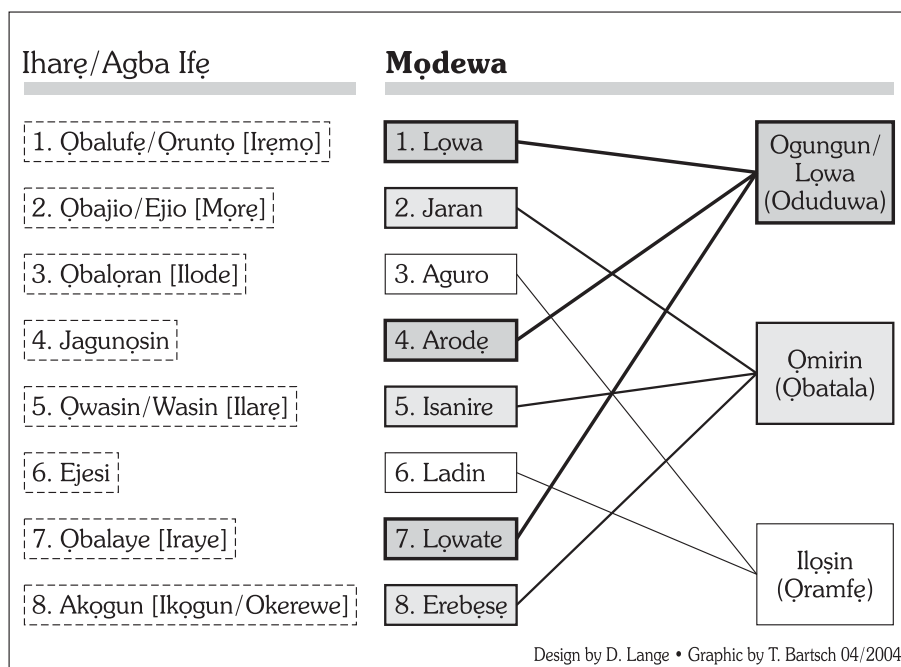 Iharẹ/Agba Ifẹ
1. Ọbalufẹ/Ọruntọ [Irẹmọ]
2. Ọbajio/Ejio [Mọrẹ]
3. Ọbalọran [Ilode]
4. Jagunọsin
5. Ọwasin/Wasin [Ilarẹ]
6. Ejesi
7. Ọbalaye [Iraye]
8. Akọgun [Ikọgun/Okerewe]
Mọdewa
1. Lọwa
2. Jaran
3. Aguro
4. Arodẹ
5. Isanire
6. Ladin
7. Lọwate
8. Erebẹsẹ
Ogungun/
Lọwa
(Oduduwa)
Ọmirin
(Ọbatala)
Ilọṣin
(Ọramfẹ)
Design by D. Lange • Graphic by T. Bartsch 04/2004